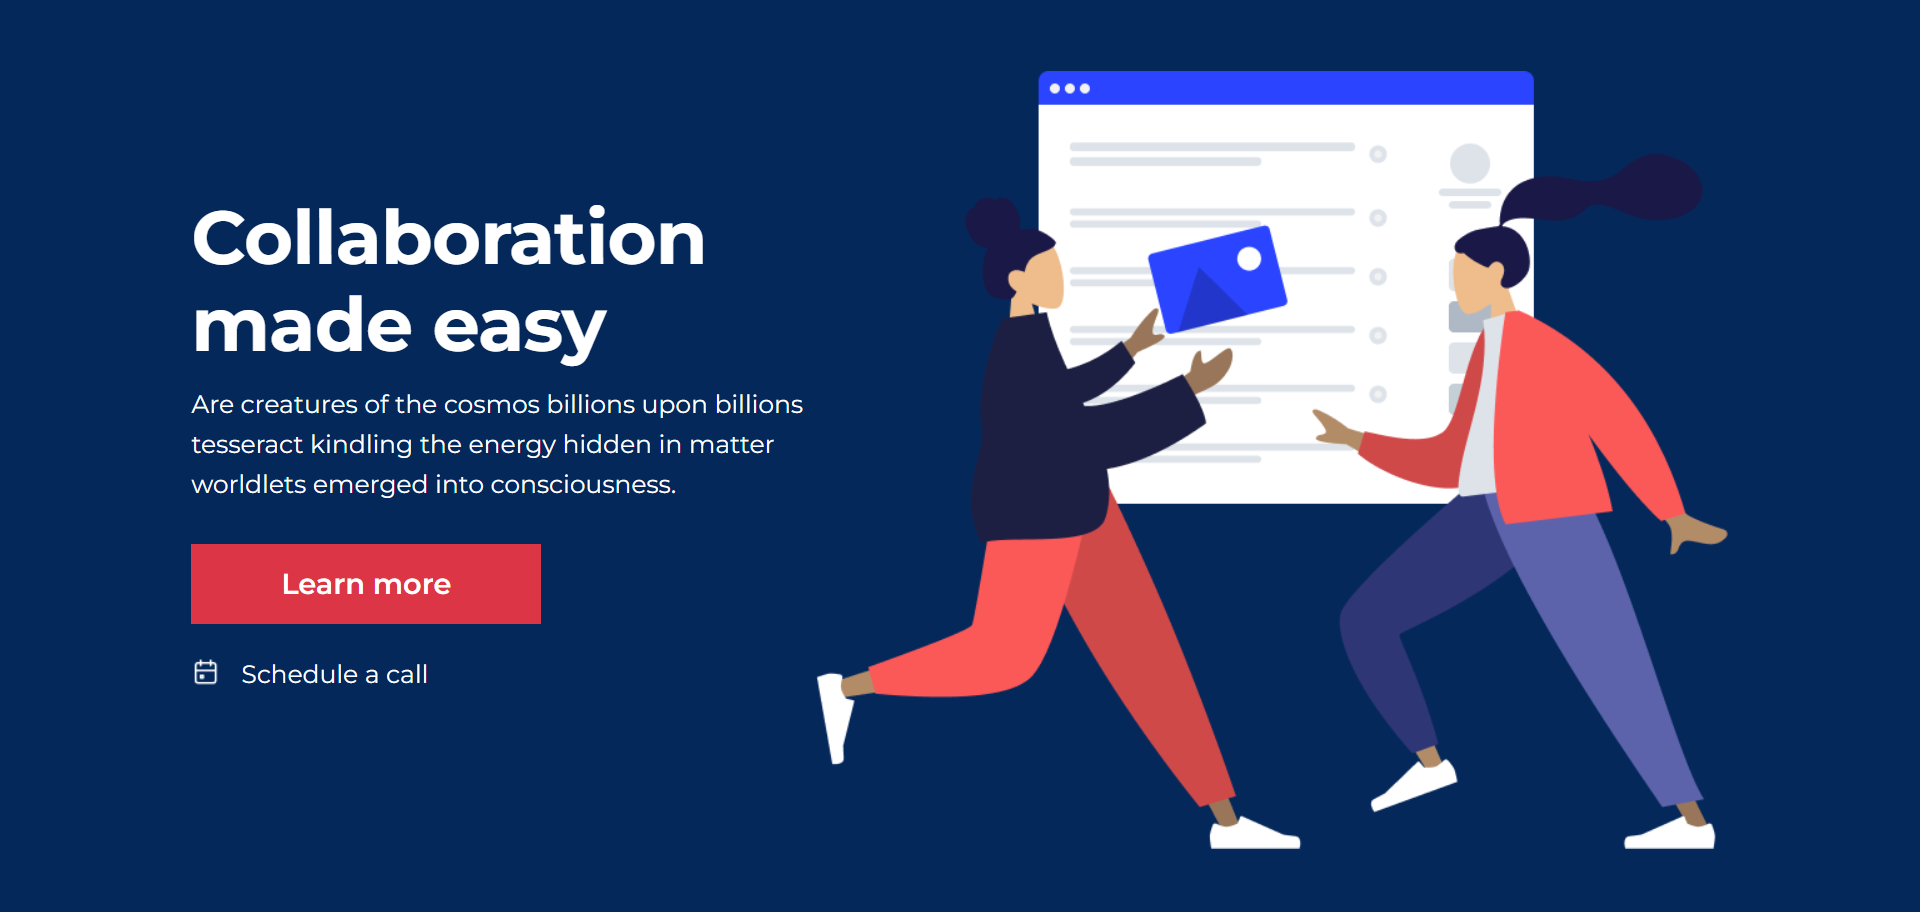 Collaboration
made easy
Are creatures of the cosmos billions upon billions
tesseract kindling the energy hidden in matter
worldlets emerged into consciousness.
Learn more
Schedule a call